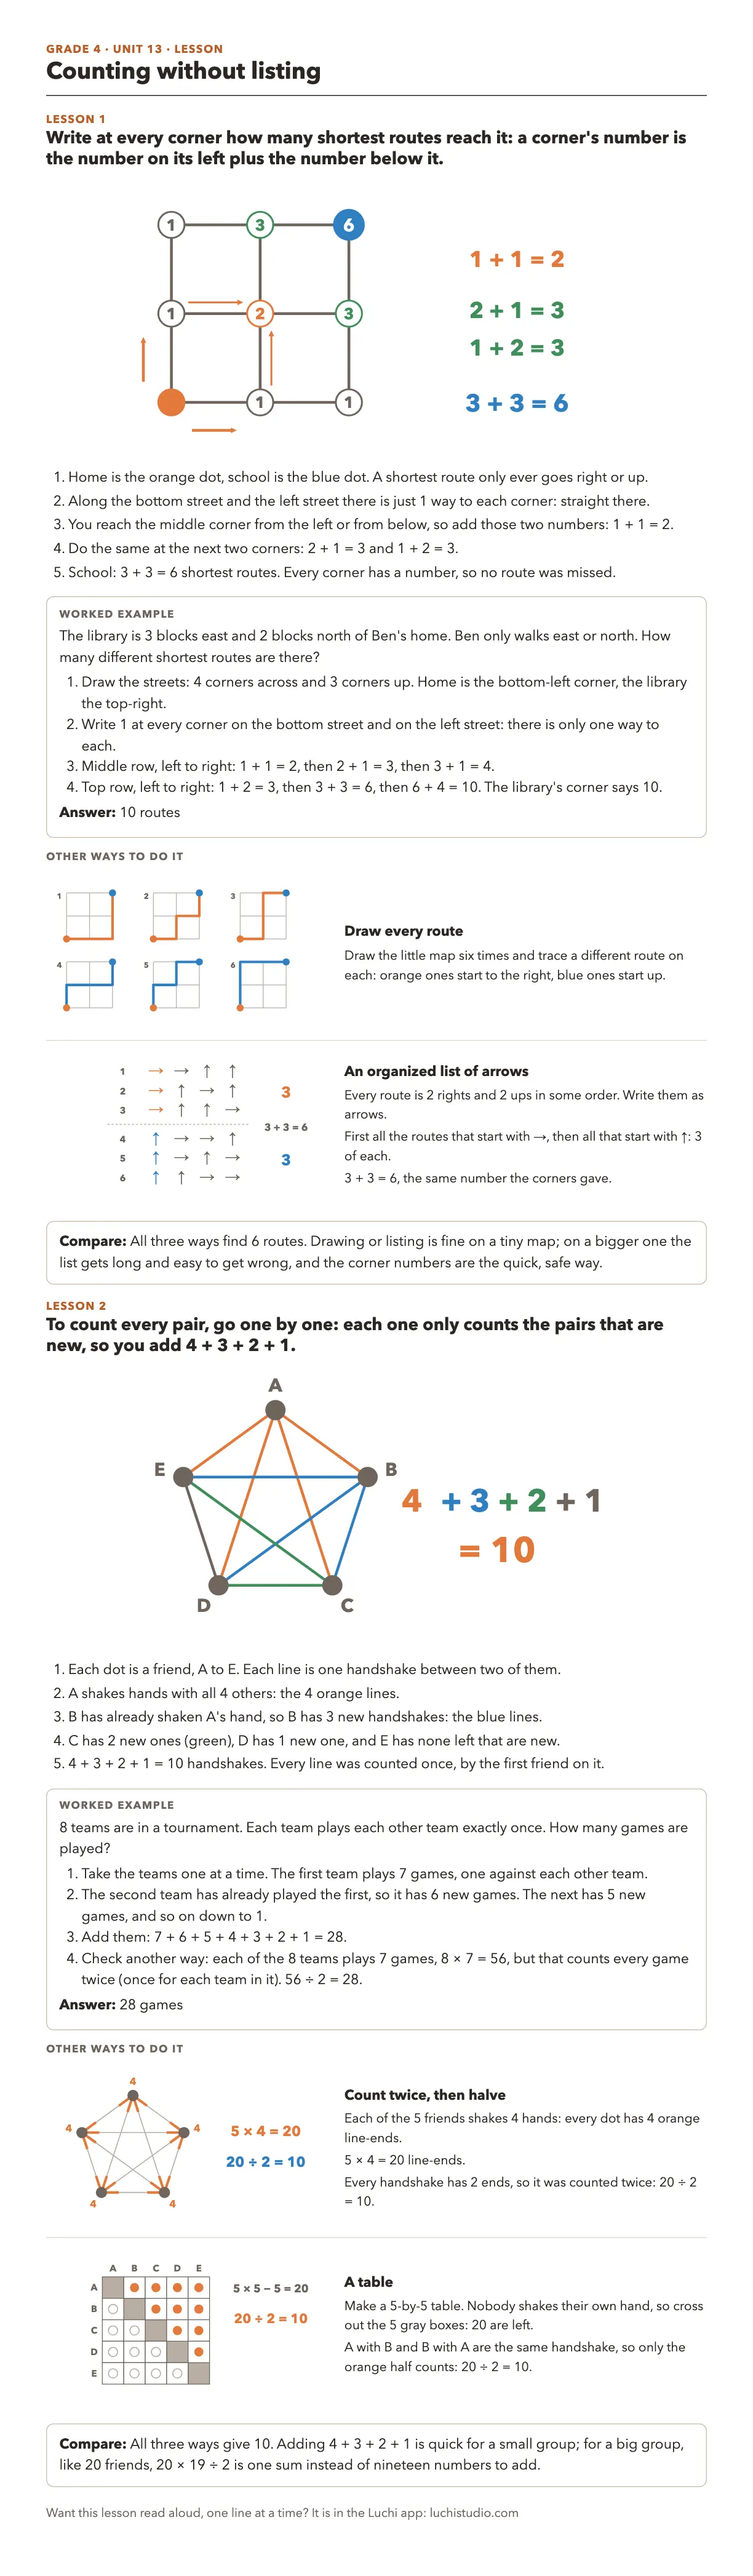 GRADE 4 · UNIT 13 · LESSON
Counting without listing
LESSON 1
Write at every corner how many shortest routes reach it: a corner's number is
the number on its left plus the number below it.
1 3 6
1 + 1 = 2
2 + 1 = 3
1 2 3
1 + 2 = 3
1 1
3 + 3 = 6
1. Home is the orange dot, school is the blue dot. A shortest route only ever goes right or up.
2. Along the bottom street and the left street there is just 1 way to each corner: straight there.
3. You reach the middle corner from the left or from below, so add those two numbers: 1 + 1 = 2.
4. Do the same at the next two corners: 2 + 1 = 3 and 1 + 2 = 3.
5. School: 3 + 3 = 6 shortest routes. Every corner has a number, so no route was missed.
WORKED EXAMPLE
The library is 3 blocks east and 2 blocks north of Ben's home. Ben only walks east or north. How
many different shortest routes are there?
1. Draw the streets: 4 corners across and 3 corners up. Home is the bottom-left corner, the library
the top-right.
2. Write 1 at every corner on the bottom street and on the left street: there is only one way to
each.
3. Middle row, left to right: 1 + 1 = 2, then 2 + 1 = 3, then 3 + 1 = 4.
4. Top row, left to right: 1 + 2 = 3, then 3 + 3 = 6, then 6 + 4 = 10. The library's corner says 10.
Answer: 10 routes
OTHER WAYS TO DO IT
1 2 3
4 5 6
Draw every route
Draw the little map six times and trace a different route on
each: orange ones start to the right, blue ones start up.
1 → → ↑ ↑
2 → ↑ → ↑
3 → ↑ ↑ →
4 ↑ → → ↑
5 ↑ → ↑ →
6 ↑ ↑ → →
3
3 + 3 = 6
3
An organized list of arrows
Every route is 2 rights and 2 ups in some order. Write them as
arrows.
First all the routes that start with →, then all that start with ↑: 3
of each.
3 + 3 = 6, the same number the corners gave.
Compare: All three ways find 6 routes. Drawing or listing is fine on a tiny map; on a bigger one the
list gets long and easy to get wrong, and the corner numbers are the quick, safe way.
LESSON 2
To count every pair, go one by one: each one only counts the pairs that are
new, so you add 4 + 3 + 2 + 1.
A
E B
D C
4 + 3 + 2 + 1
= 10
1. Each dot is a friend, A to E. Each line is one handshake between two of them.
2. A shakes hands with all 4 others: the 4 orange lines.
3. B has already shaken A's hand, so B has 3 new handshakes: the blue lines.
4. C has 2 new ones (green), D has 1 new one, and E has none left that are new.
5. 4 + 3 + 2 + 1 = 10 handshakes. Every line was counted once, by the first friend on it.
WORKED EXAMPLE
8 teams are in a tournament. Each team plays each other team exactly once. How many games are
played?
1. Take the teams one at a time. The first team plays 7 games, one against each other team.
2. The second team has already played the first, so it has 6 new games. The next has 5 new
games, and so on down to 1.
3. Add them: 7 + 6 + 5 + 4 + 3 + 2 + 1 = 28.
4. Check another way: each of the 8 teams plays 7 games, 8 × 7 = 56, but that counts every game
twice (once for each team in it). 56 ÷ 2 = 28.
Answer: 28 games
OTHER WAYS TO DO IT
4
4 4
4 4
5 × 4 = 20
20 ÷ 2 = 10
Count twice, then halve
Each of the 5 friends shakes 4 hands: every dot has 4 orange
line-ends.
5 × 4 = 20 line-ends.
Every handshake has 2 ends, so it was counted twice: 20 ÷ 2
= 10.
A B C D E
A
B
C
D
E
5 × 5 − 5 = 20
20 ÷ 2 = 10
A table
Make a 5-by-5 table. Nobody shakes their own hand, so cross
out the 5 gray boxes: 20 are left.
A with B and B with A are the same handshake, so only the
orange half counts: 20 ÷ 2 = 10.
Compare: All three ways give 10. Adding 4 + 3 + 2 + 1 is quick for a small group; for a big group,
like 20 friends, 20 × 19 ÷ 2 is one sum instead of nineteen numbers to add.
Want this lesson read aloud, one line at a time? It is in the Luchi app: luchistudio.com